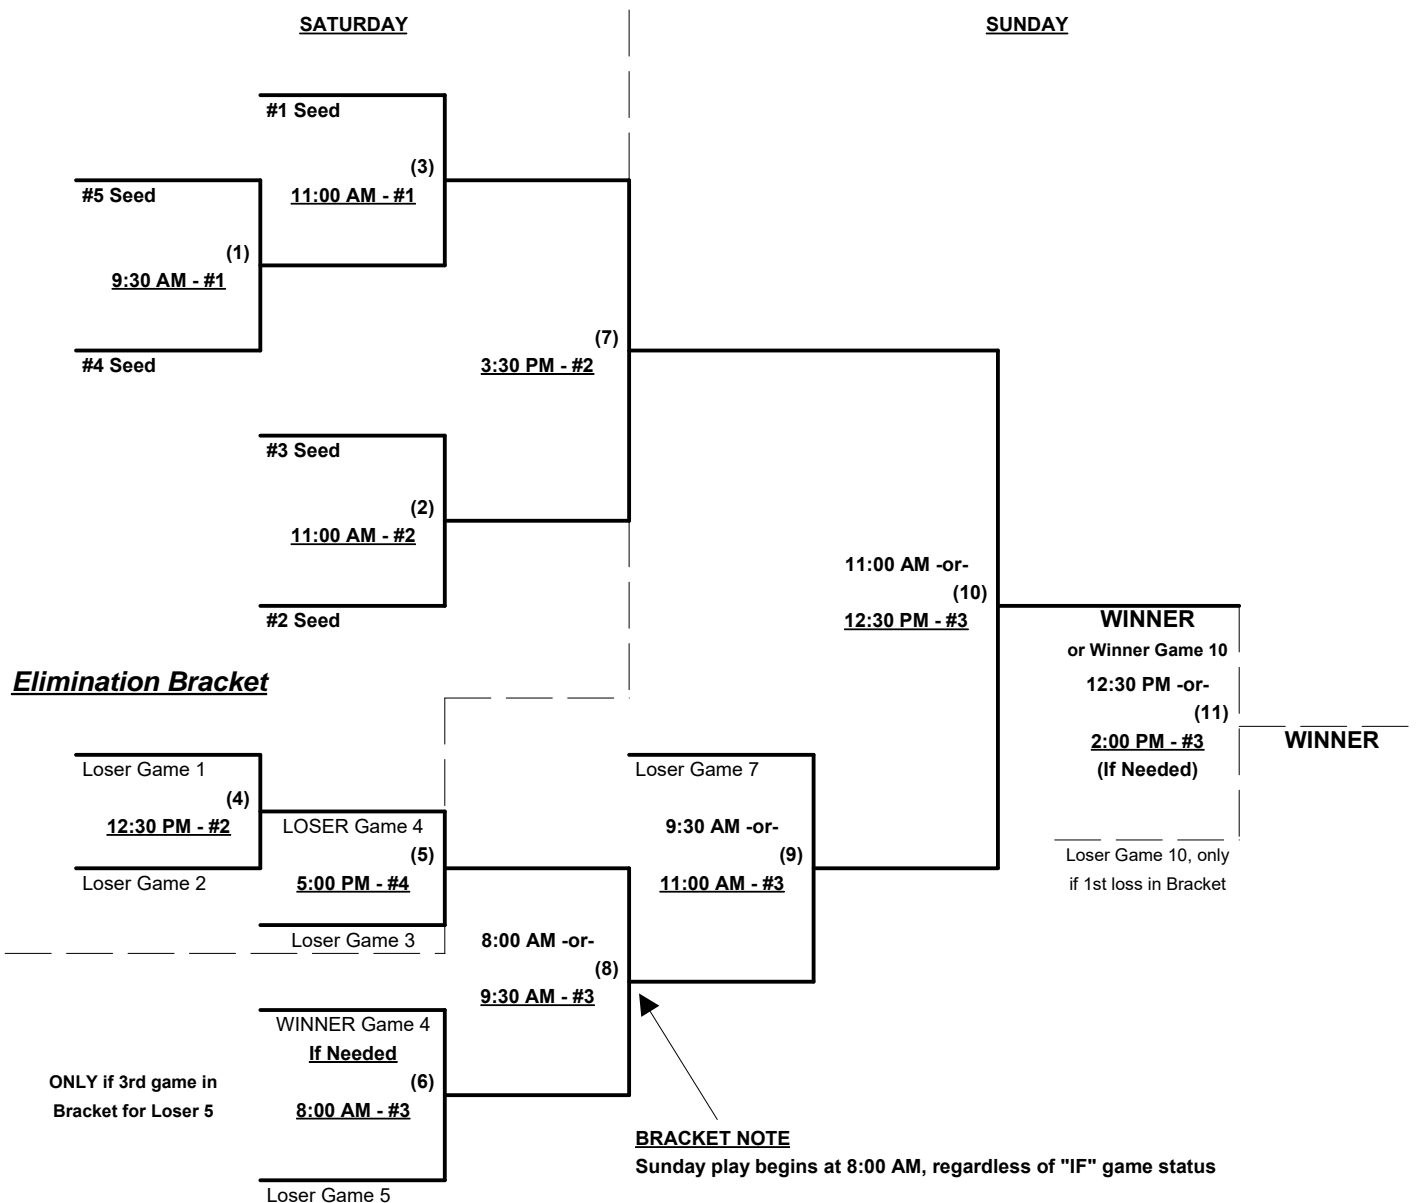 SATURDAY
SUNDAY
#1 Seed
(3)
11:00 AM - #1
#5 Seed
(1)
9:30 AM - #1
#4 Seed
(7)
3:30 PM - #2
#3 Seed
(2)
11:00 AM - #2
#2 Seed
11:00 AM -or-
(10)
12:30 PM - #3
WINNER
or Winner Game 10
12:30 PM -or-
(11)
2:00 PM - #3
(If Needed)
WINNER
Loser Game 10, only
if 1st loss in Bracket
Elimination Bracket
Loser Game 1
(4)
12:30 PM - #2
Loser Game 2
LOSER Game 4
(5)
5:00 PM - #4
Loser Game 3
Loser Game 7
9:30 AM -or-
(9)
11:00 AM - #3
8:00 AM -or-
(8)
9:30 AM - #3
WINNER Game 4
If Needed
(6)
8:00 AM - #3
Loser Game 5
ONLY if 3rd game in
Bracket for Loser 5
BRACKET NOTE
Sunday play begins at 8:00 AM, regardless of "IF" game status